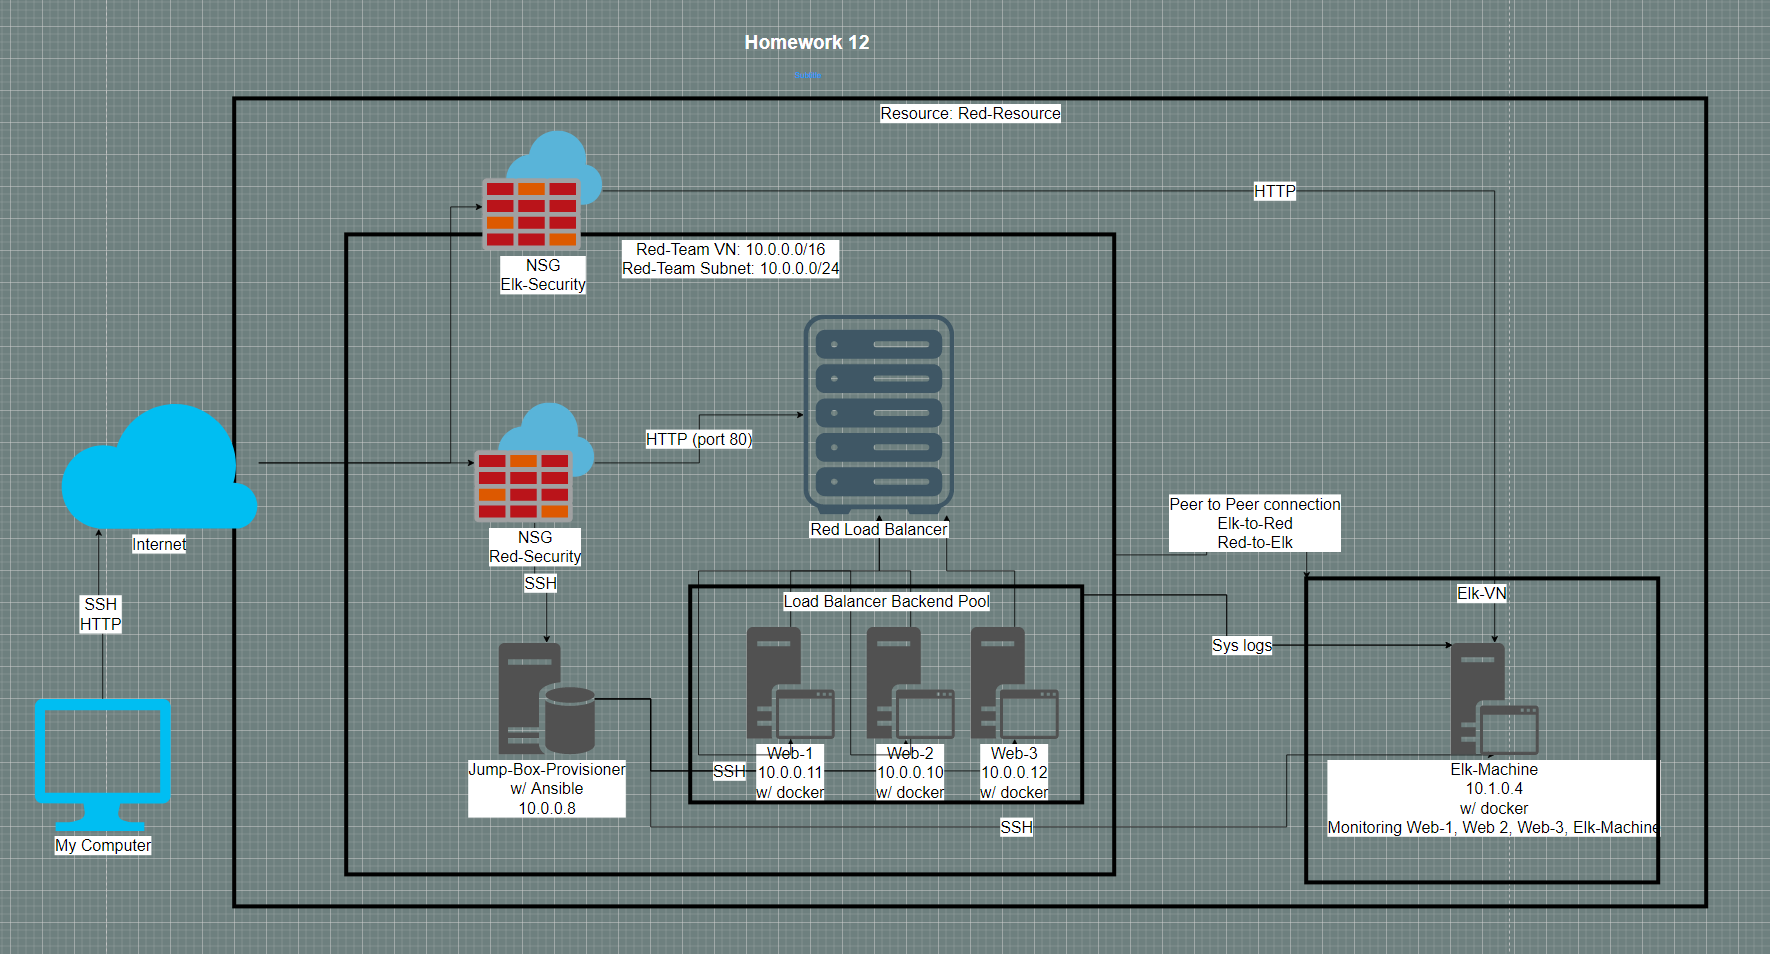 Homework 12
Resource: Red-Resource
HTTP
NSG
Elk-Security
Red-Team VN: 10.0.0.0/16
Red-Team Subnet: 10.0.0.0/24
HTTP (port 80)
Red Load Balancer
NSG
Red-Security
SSH
Internet
SSH
HTTP
My Computer
Peer to Peer connection
Elk-to-Red
Red-to-Elk
Load Balancer Backend Pool
Elk-VN
Sys logs
Jump-Box-Provisioner
w/ Ansible
10.0.0.8
SSH
Web-1
10.0.0.11
w/ docker
Web-2
10.0.0.10
w/ docker
Web-3
10.0.0.12
w/ docker
SSH
Elk-Machine
10.1.0.4
w/ docker
Monitoring Web-1, Web 2, Web-3, Elk-Machine